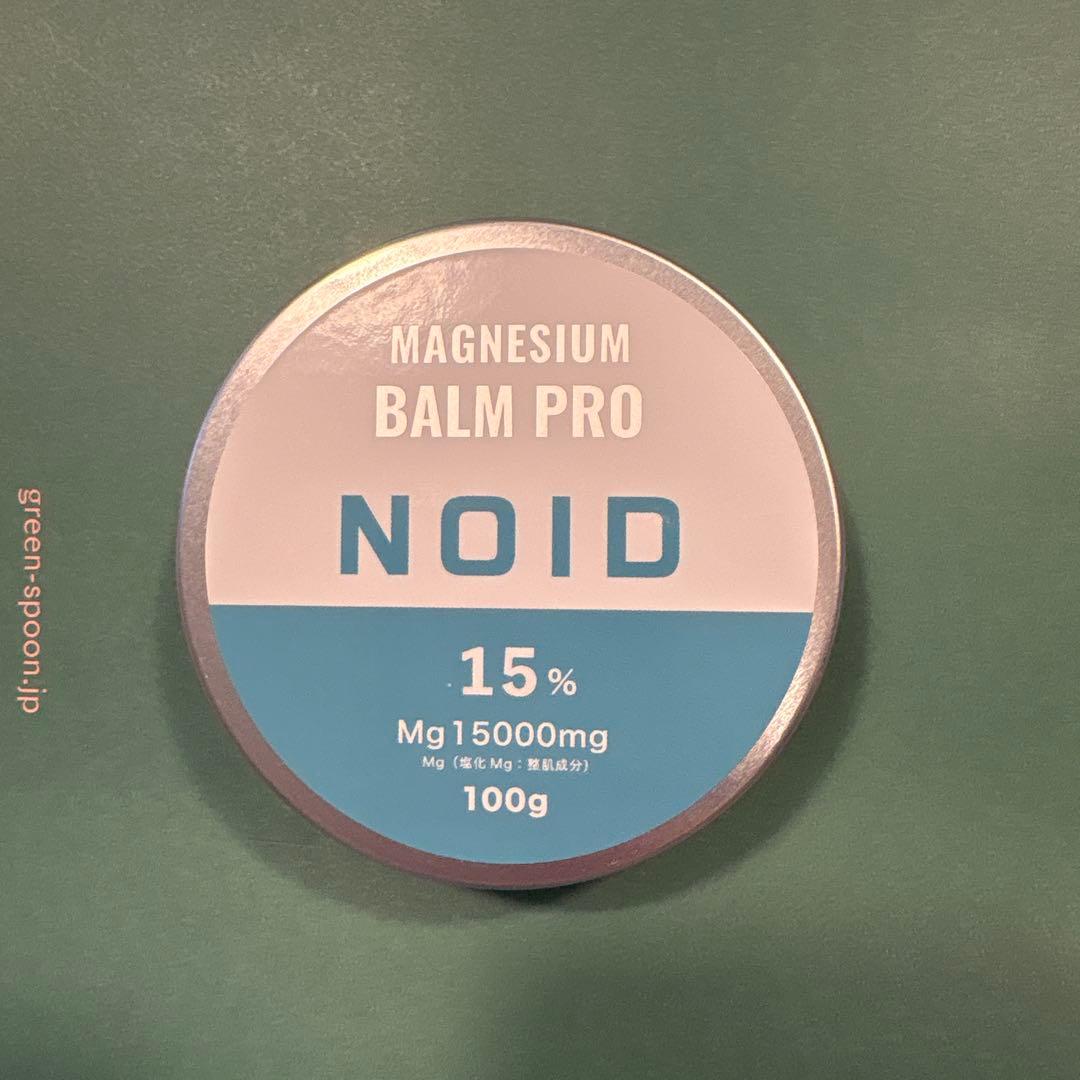 MAGNESIUM
BALM PRO
NOID
15%
Mg15000mg
Mg（塩化Mg：整肌成分）
100g
green-spoon.jp